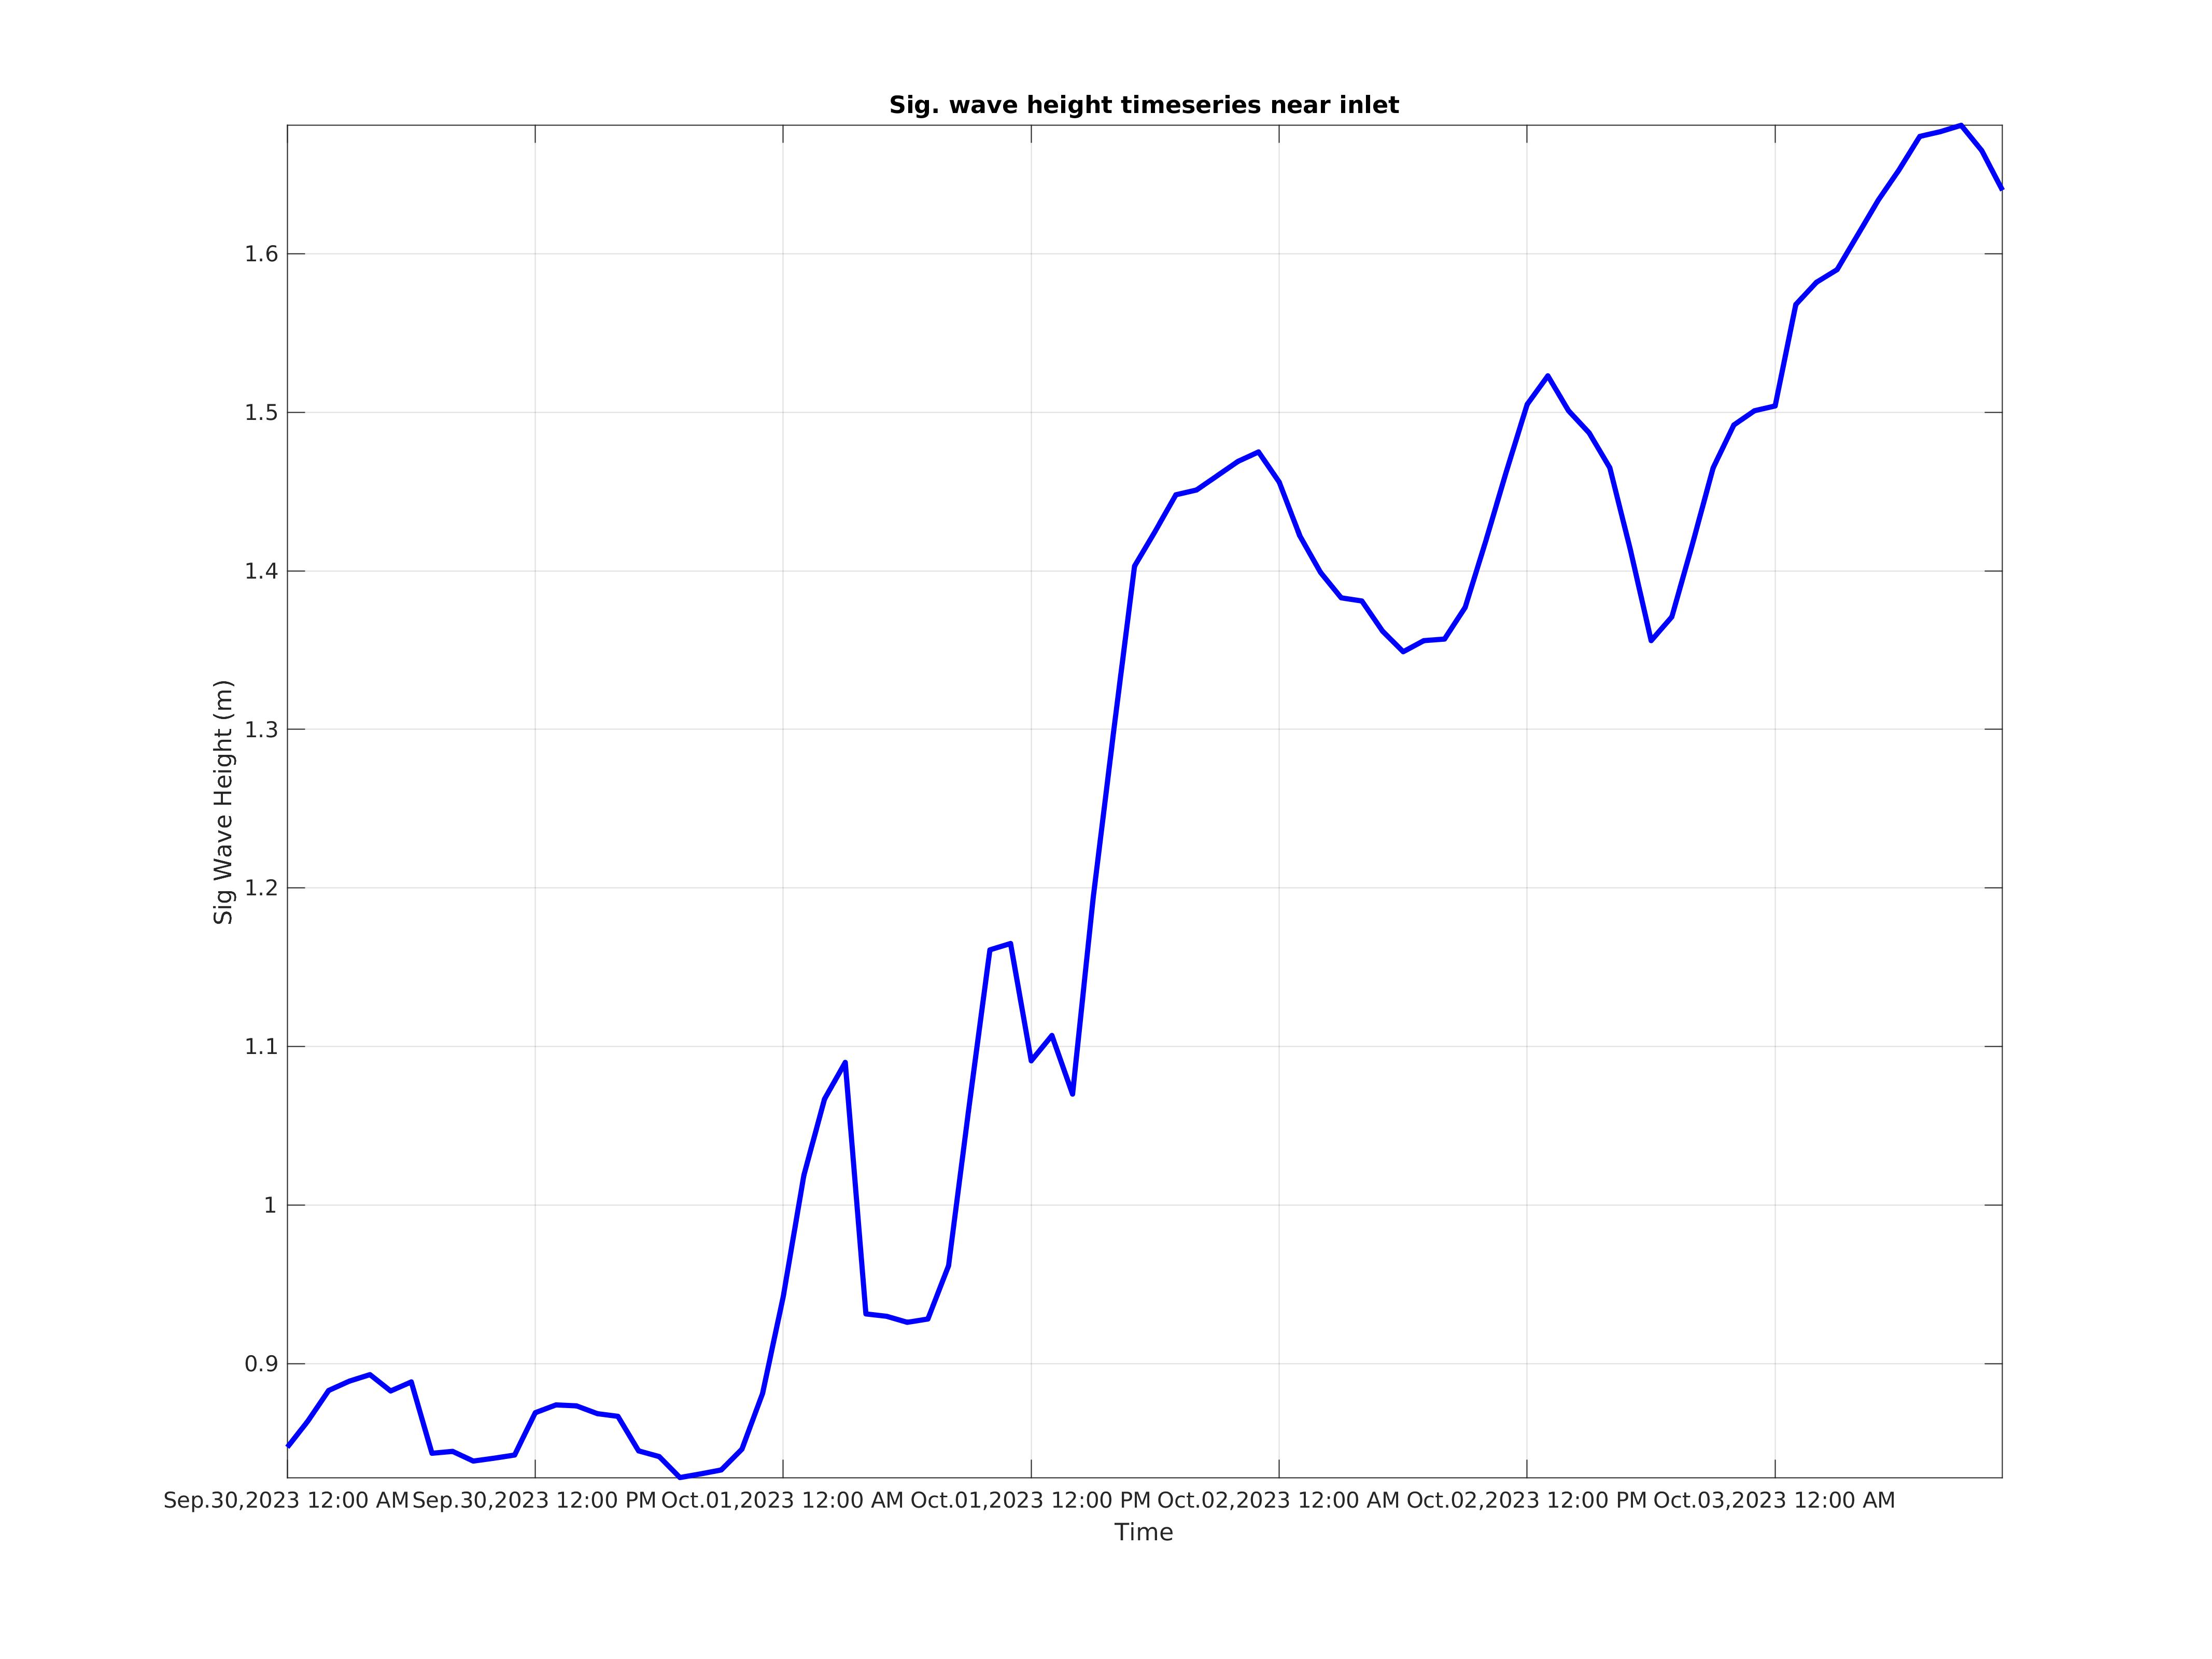 Sig. wave height timeseries near inlet
Sig Wave Height (m)
1.6
1.5
1.4
1.3
1.2
1.1
1
0.9
Sep.30,2023 12:00 AM Sep.30,2023 12:00 PM Oct.01,2023 12:00 AM Oct.01,2023 12:00 PM Oct.02,2023 12:00 AM Oct.02,2023 12:00 PM Oct.03,2023 12:00 AM
Time